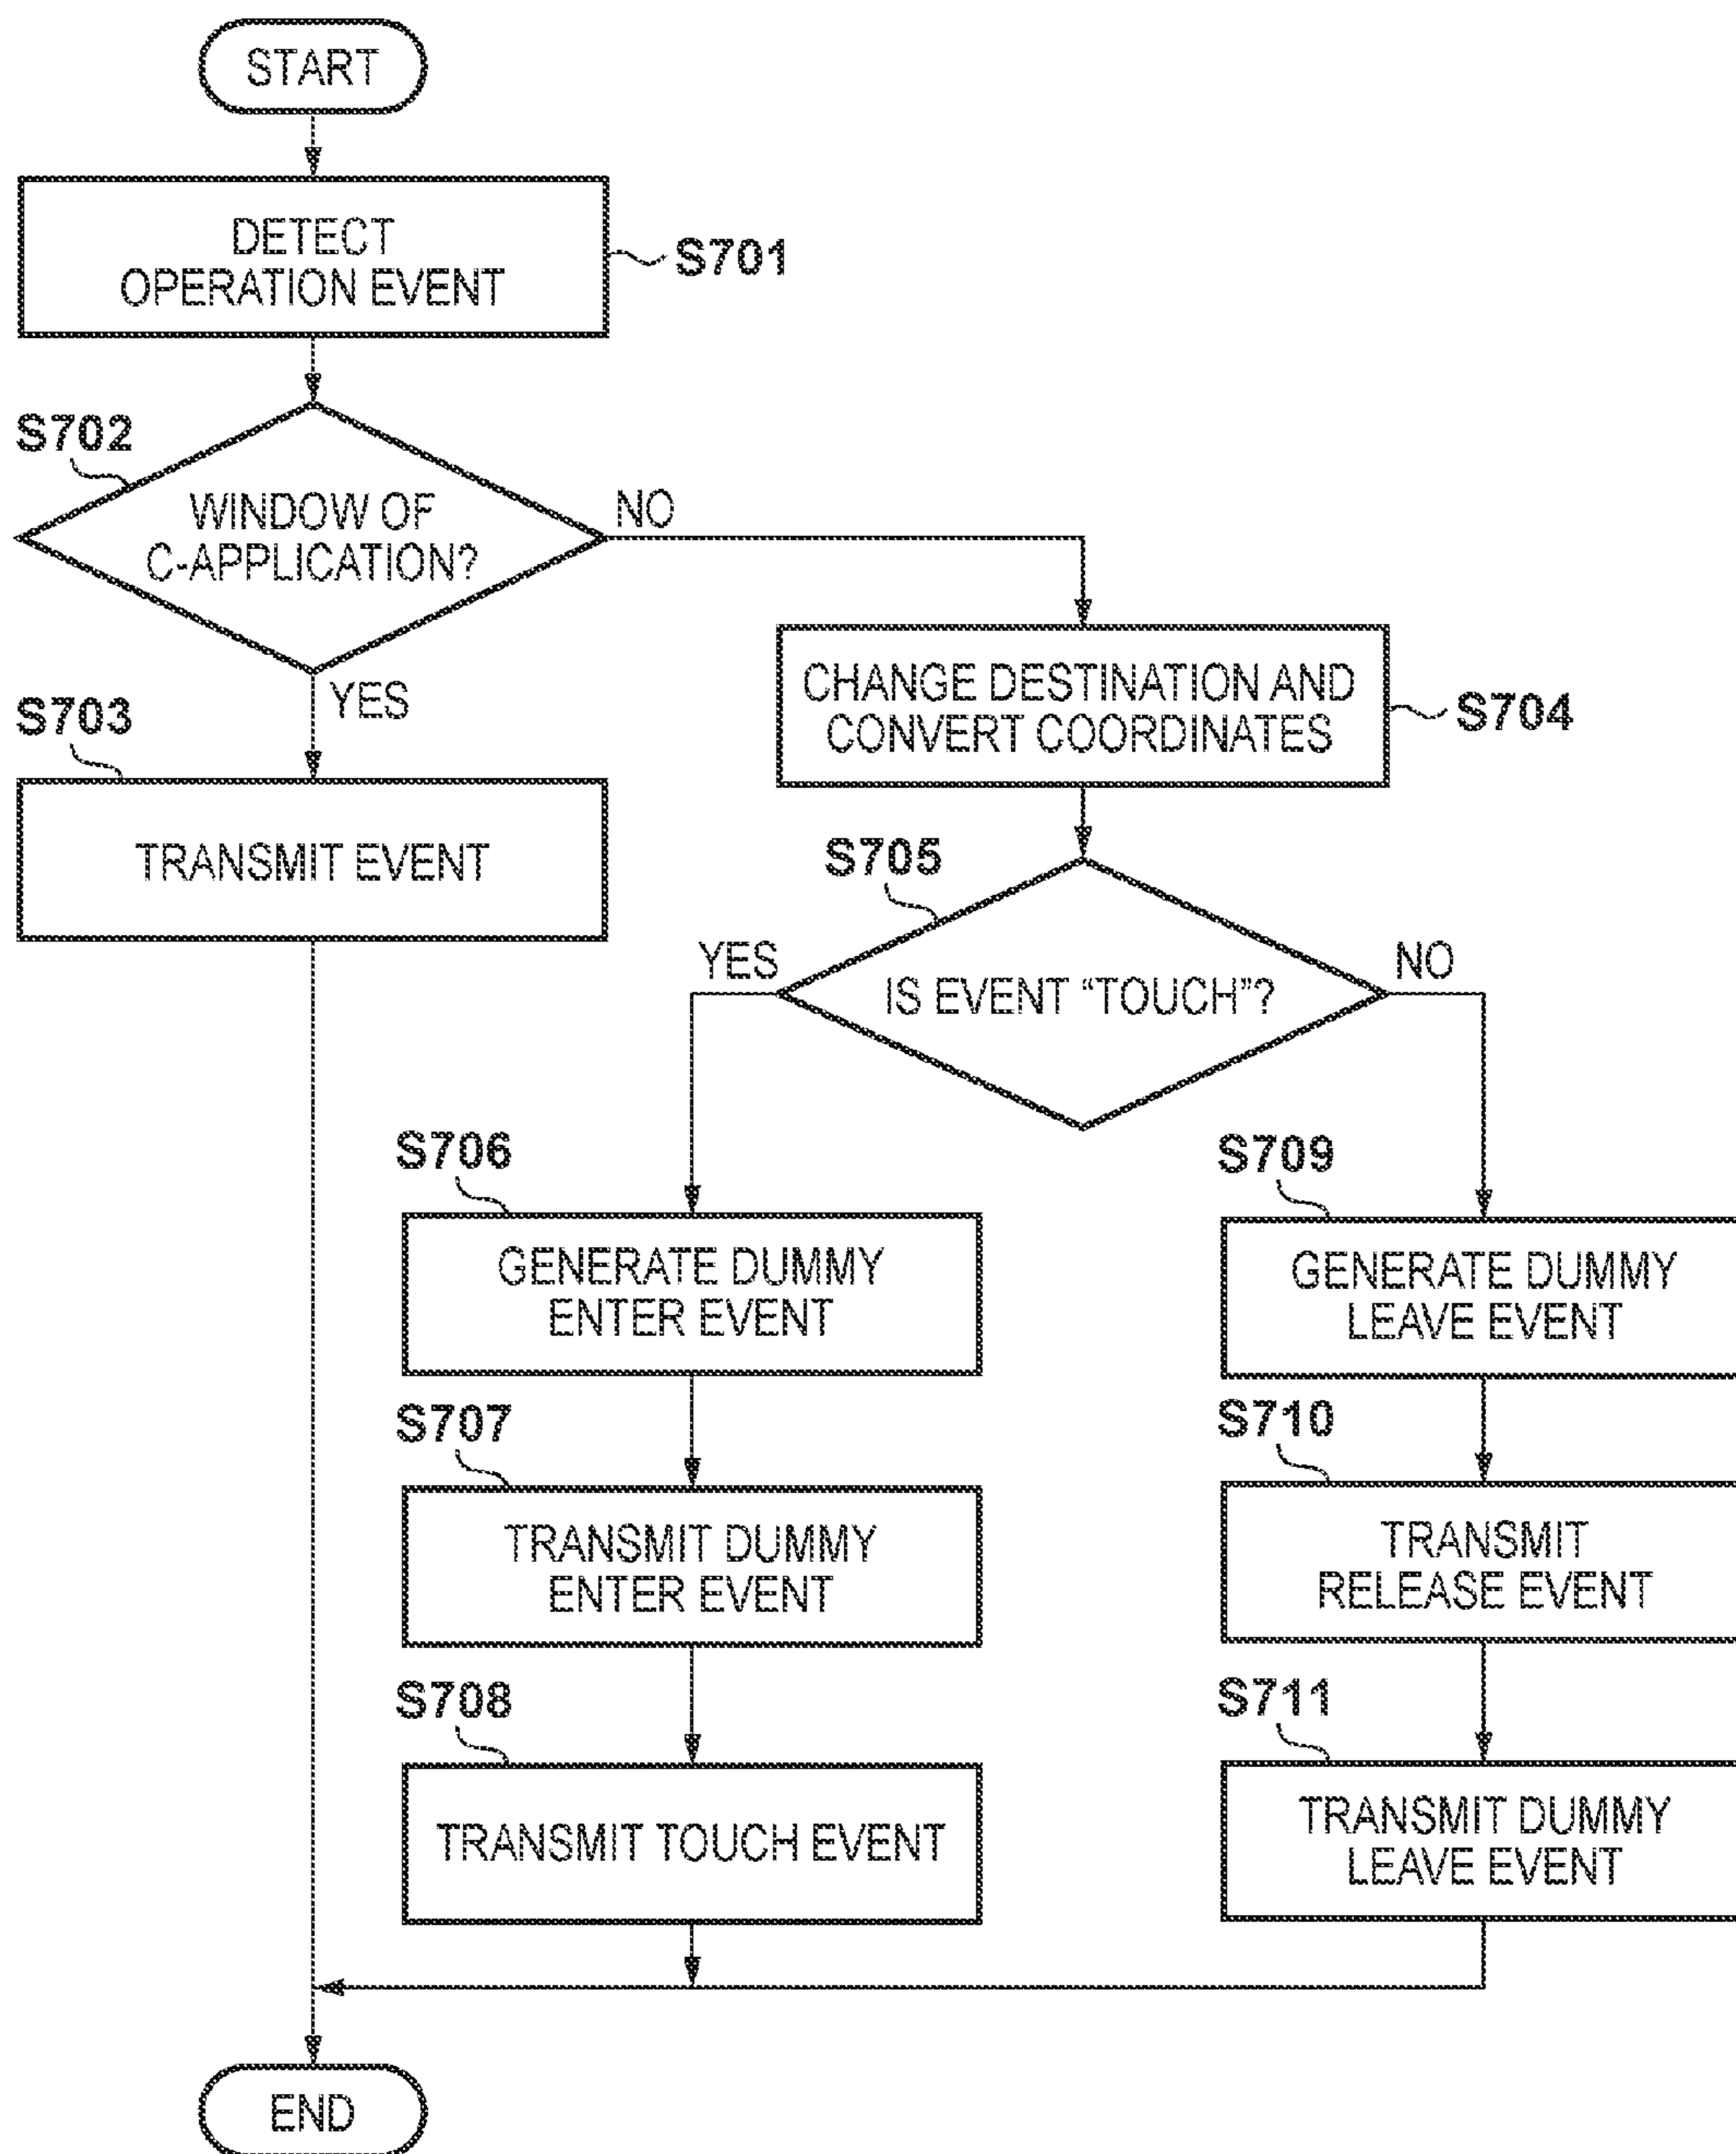 START
DETECT
OPERATION EVENT
S701
S702
WINDOW OF
C-APPLICATION?
NO
YES
S703
TRANSMIT EVENT
CHANGE DESTINATION AND
CONVERT COORDINATES
S704
S705
YES
IS EVENT “TOUCH”?
NO
S706
GENERATE DUMMY
ENTER EVENT
S709
GENERATE DUMMY
LEAVE EVENT
S707
TRANSMIT DUMMY
ENTER EVENT
S710
TRANSMIT
RELEASE EVENT
S708
TRANSMIT TOUCH EVENT
S711
TRANSMIT DUMMY
LEAVE EVENT
END